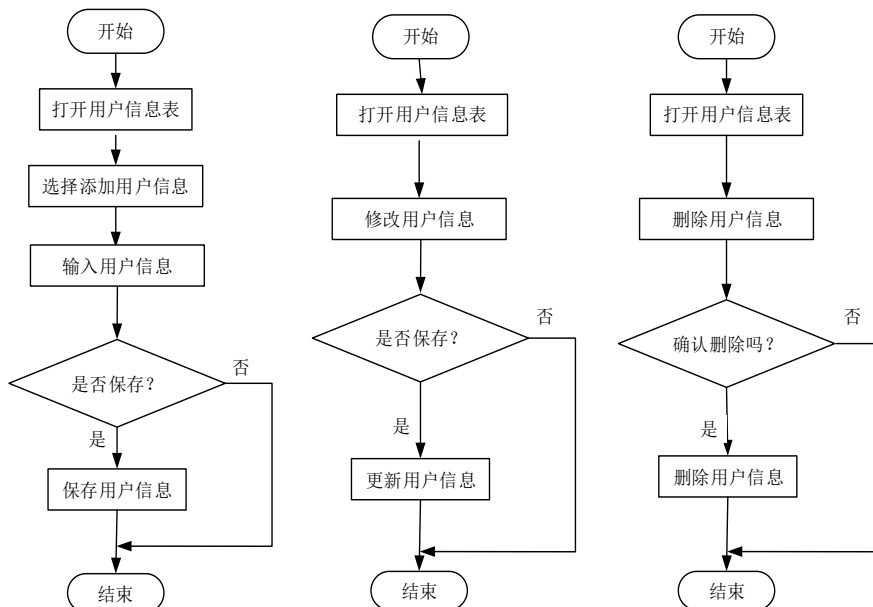 开始
打开用户信息表
选择添加用户信息
输入用户信息
是否保存?
否
是
保存用户信息
结束
开始
打开用户信息表
修改用户信息
是否保存?
否
是
更新用户信息
结束
开始
打开用户信息表
删除用户信息
确认删除吗?
否
是
删除用户信息
结束